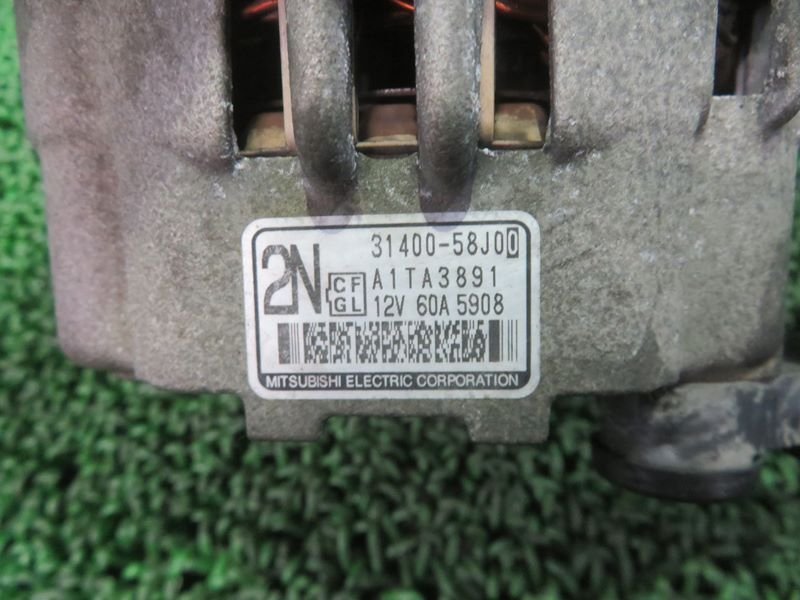 2N
31400-58J00
CF
GL
A1TA3891
12V 60A 5908
MITSUBISHI ELECTRIC CORPORATION